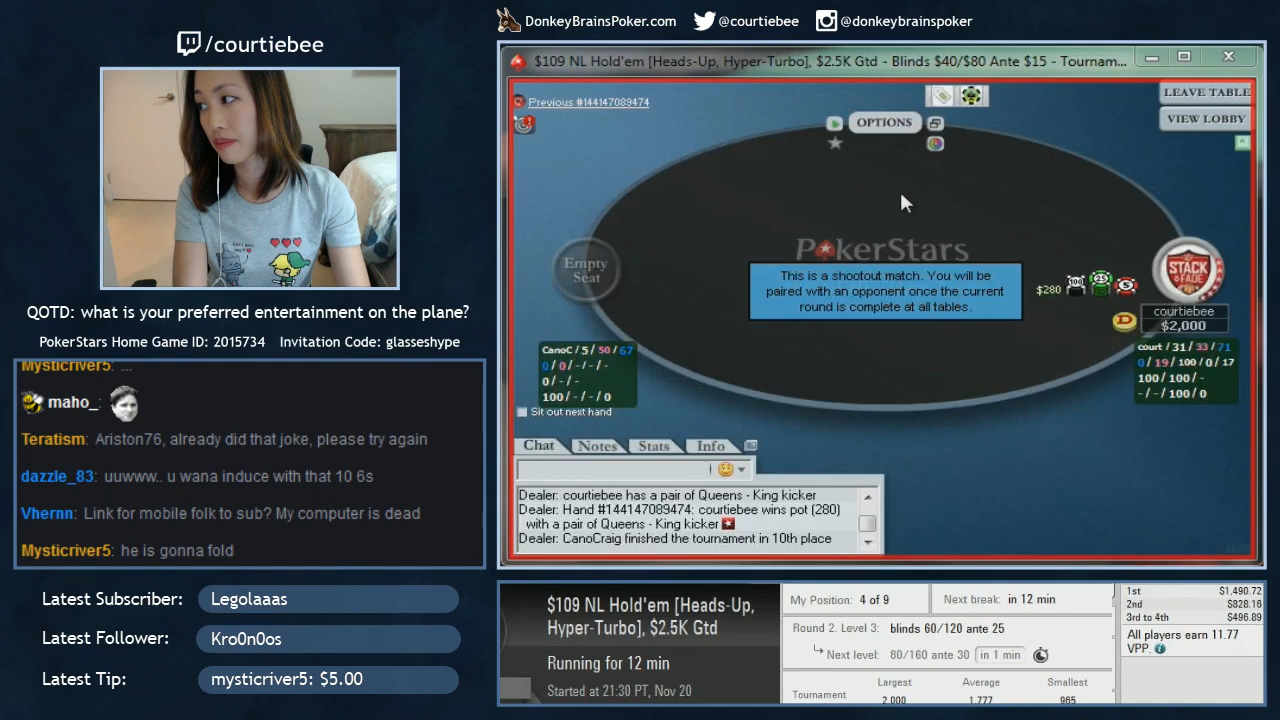 /courtiebee
DonkeyBrainsPoker.com
@courtiebee
@donkeybrainspoker
QOTD: what is your preferred entertainment on the plane?
PokerStars Home Game ID: 2015734 Invitation Code: glasseshype
Mysticriver5: ...
maho_:
Teratism: Ariston76, already did that joke, please try again
dazzle_83: uuwww.. u wana induce with that 10 6s
Vhernn: Link for mobile folk to sub? My computer is dead
Mysticriver5: he is gonna fold
Latest Subscriber: Legolaaas
Latest Follower: Kro0n0os
Latest Tip: mysticriver5: $5.00
$109 NL Hold'em [Heads-Up, Hyper-Turbo], $2.5K Gtd - Blinds $40/$80 Ante $15 - Tournam...
Previous #144147089474
OPTIONS
LEAVE TABLE
VIEW LOBBY
PokerStars
Empty
Seat
This is a shootout match. You will be
paired with an opponent once the current
round is complete at all tables.
$280
100
25
5
STACK
& FADE
D
courtiebee
$2,000
CanoC / 5 / 50 / 67
0 / 0 / - / - / -
0 / - / -
100 / - / - / 0
court / 31 / 33 / 71
0 / 19 / 100 / 0 / 17
100 / 100 / -
- / - / 100 / 0
Sit out next hand
Chat
Notes
Stats
Info
Dealer: courtiebee has a pair of Queens - King kicker
Dealer: Hand #144147089474: courtiebee wins pot (280)
with a pair of Queens - King kicker
Dealer: CanoCraig finished the tournament in 10th place
$109 NL Hold'em [Heads-Up,
Hyper-Turbo], $2.5K Gtd
Running for 12 min
Started at 21:30 PT, Nov 20
My Position: 4 of 9
Next break: in 12 min
Round 2. Level 3: blinds 60/120 ante 25
Next level: 80/160 ante 30 in 1 min
Largest Average Smallest
Tournament 2,000 1,777 965
1st $1,490.72
2nd $828.16
3rd to 4th $496.89
All players earn 11.77
VPP.